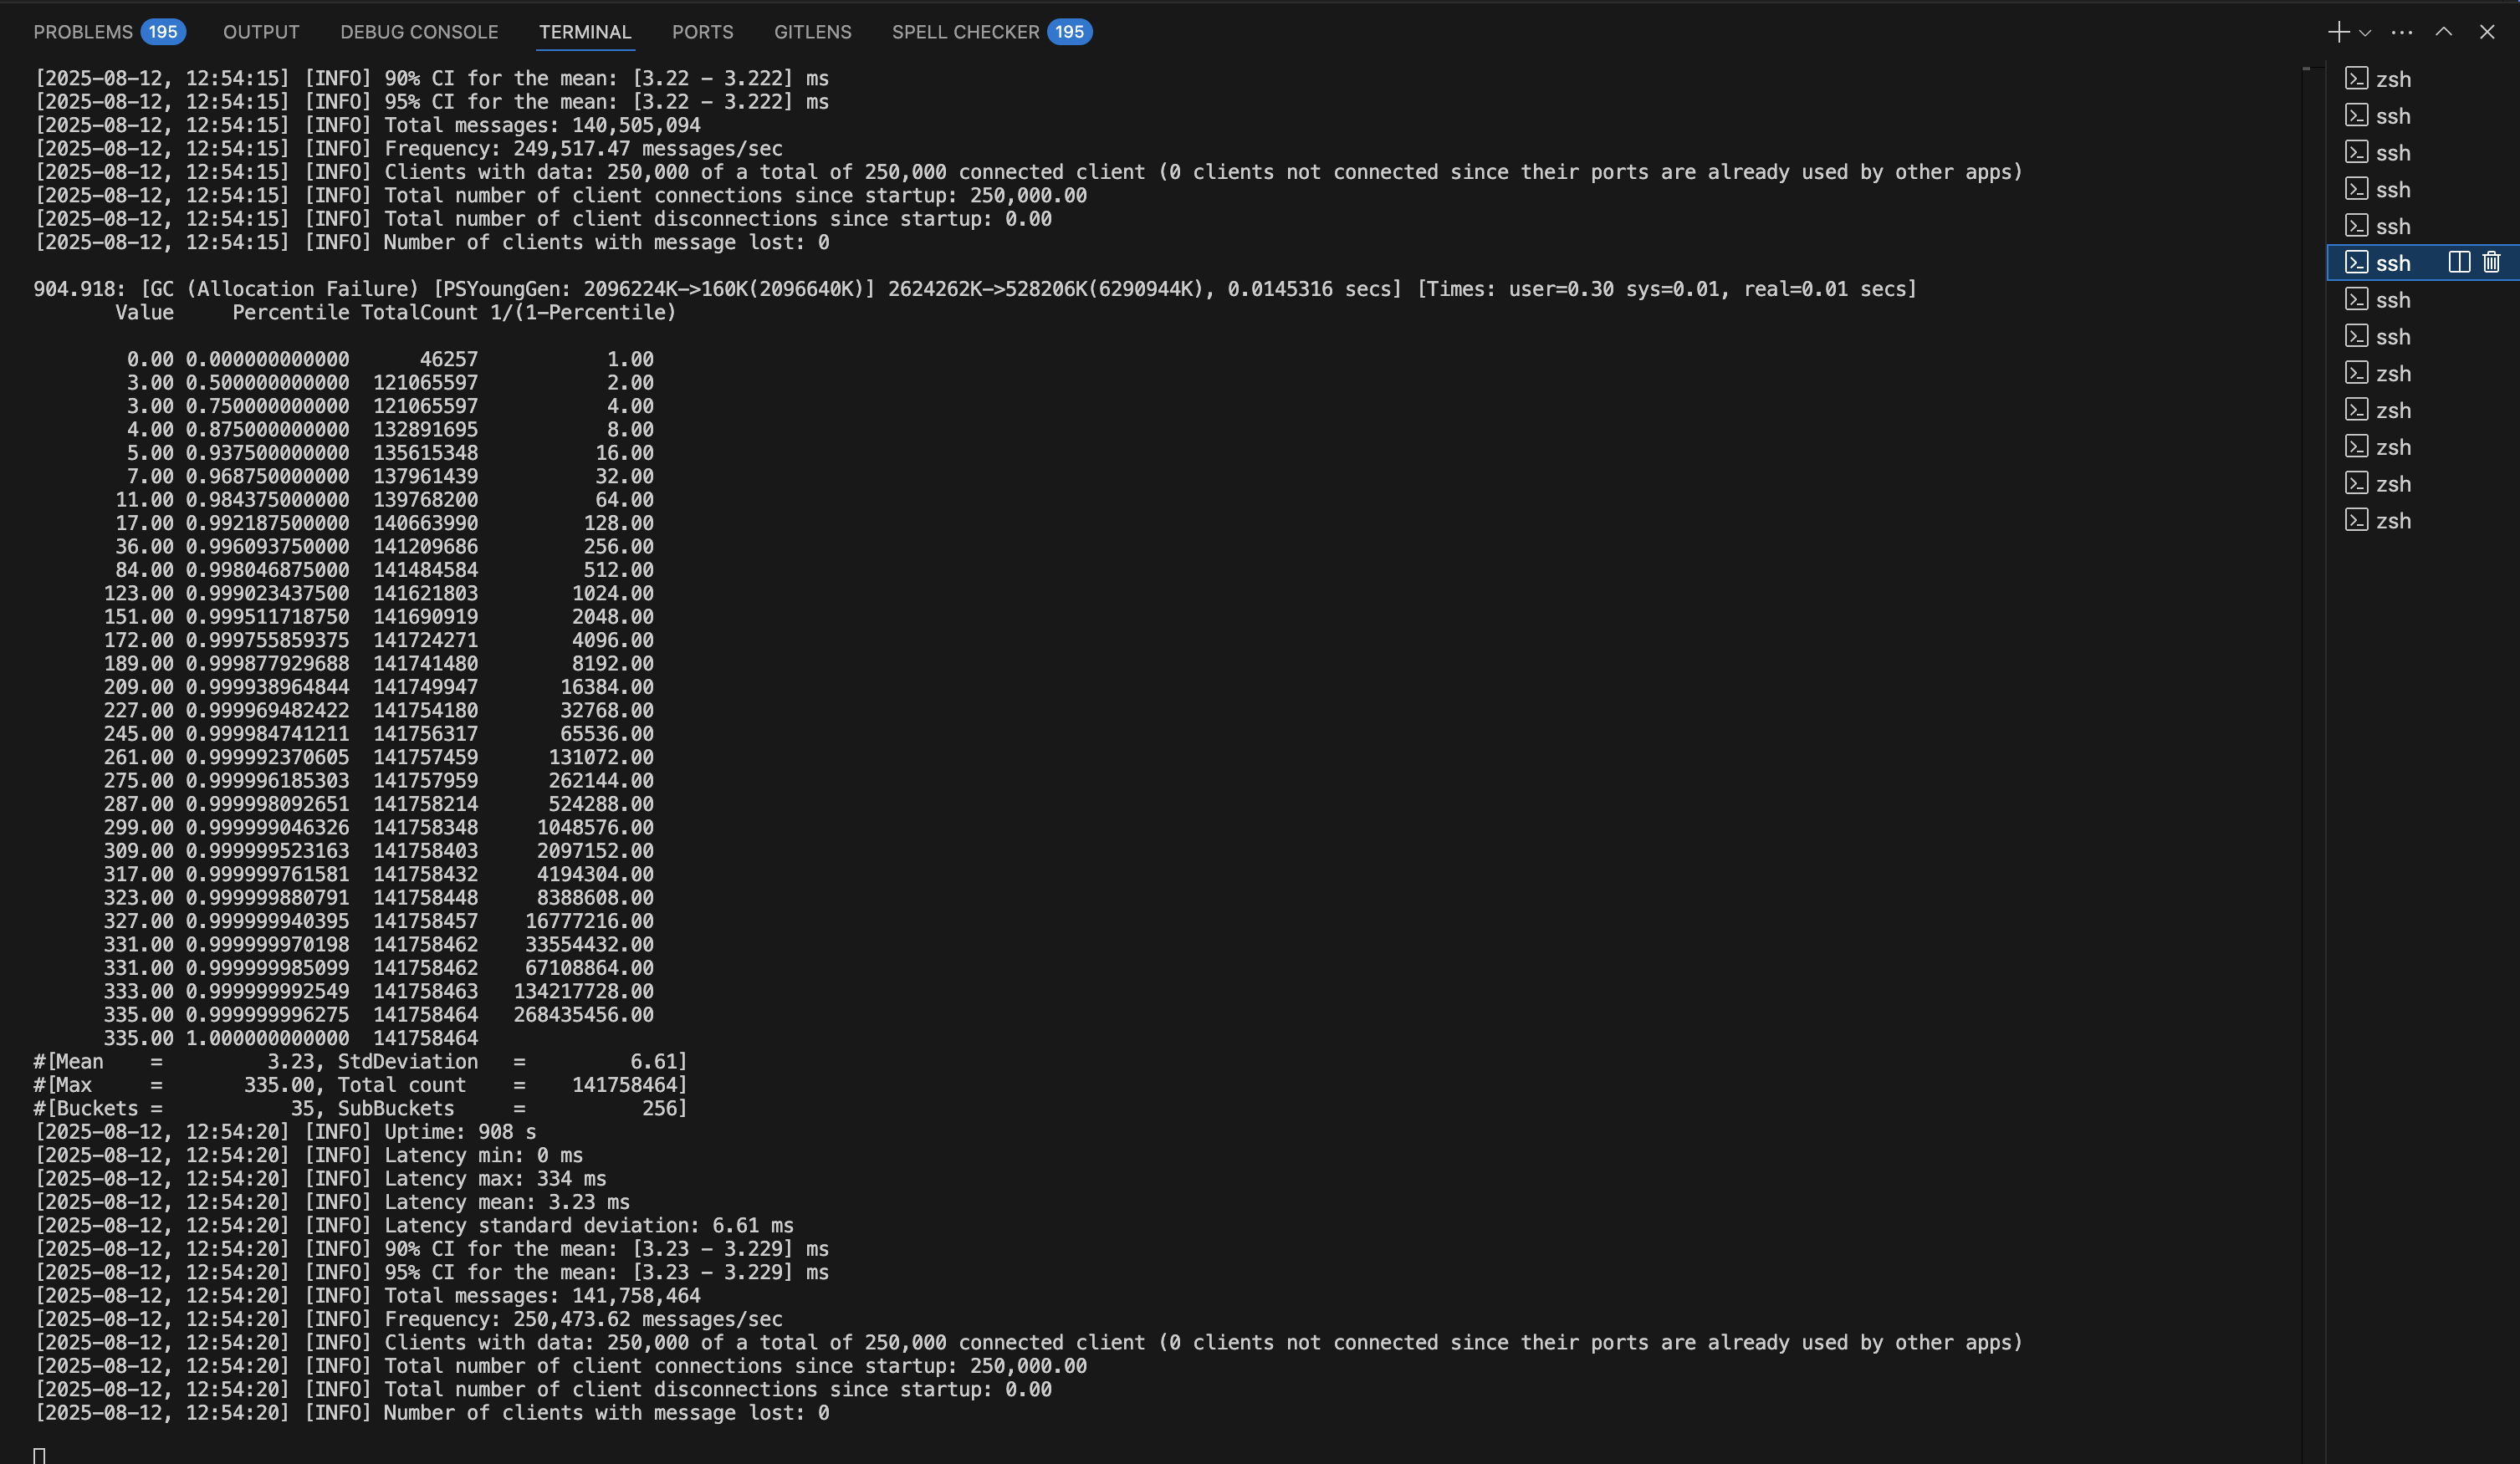 PROBLEMS 195 OUTPUT DEBUG CONSOLE TERMINAL PORTS GITLENS SPELL CHECKER 195
[2025-08-12, 12:54:15] [INFO] 90% CI for the mean: [3.22 - 3.222] ms
[2025-08-12, 12:54:15] [INFO] 95% CI for the mean: [3.22 - 3.222] ms
[2025-08-12, 12:54:15] [INFO] Total messages: 140,505,094
[2025-08-12, 12:54:15] [INFO] Frequency: 249,517.47 messages/sec
[2025-08-12, 12:54:15] [INFO] Clients with data: 250,000 of a total of 250,000 connected client (0 clients not connected since their ports are already used by other apps)
[2025-08-12, 12:54:15] [INFO] Total number of client connections since startup: 250,000.00
[2025-08-12, 12:54:15] [INFO] Total number of client disconnections since startup: 0.00
[2025-08-12, 12:54:15] [INFO] Number of clients with message lost: 0
904.918: [GC (Allocation Failure) [PSYoungGen: 2096224K->160K(2096640K)] 2624262K->528206K(6290944K), 0.0145316 secs] [Times: user=0.30 sys=0.01, real=0.01 secs]
Value Percentile TotalCount 1/(1-Percentile)
0.00 0.000000000000 46257 1.00
3.00 0.500000000000 121065597 2.00
3.00 0.750000000000 121065597 4.00
4.00 0.875000000000 132891695 8.00
5.00 0.937500000000 135615348 16.00
7.00 0.968750000000 137961439 32.00
11.00 0.984375000000 139768200 64.00
17.00 0.992187500000 140663990 128.00
36.00 0.996093750000 141209686 256.00
84.00 0.998046875000 141484584 512.00
123.00 0.999023437500 141621803 1024.00
151.00 0.999511718750 141690919 2048.00
172.00 0.999755859375 141724271 4096.00
189.00 0.999877929688 141741480 8192.00
209.00 0.999938964844 141749947 16384.00
227.00 0.999969482422 141754180 32768.00
245.00 0.999984741211 141756317 65536.00
261.00 0.999992370605 141757459 131072.00
275.00 0.999996185303 141757959 262144.00
287.00 0.999998092651 141758214 524288.00
299.00 0.999999046326 141758348 1048576.00
309.00 0.999999523163 141758403 2097152.00
317.00 0.999999761581 141758432 4194304.00
323.00 0.999999880791 141758448 8388608.00
327.00 0.999999940395 141758457 16777216.00
331.00 0.999999970198 141758462 33554432.00
331.00 0.999999985099 141758462 67108864.00
333.00 0.999999992549 141758463 134217728.00
335.00 0.999999996275 141758464 268435456.00
335.00 1.000000000000 141758464
#[Mean = 3.23, StdDeviation = 6.61]
#[Max = 335.00, Total count = 141758464]
#[Buckets = 35, SubBuckets = 256]
[2025-08-12, 12:54:20] [INFO] Uptime: 908 s
[2025-08-12, 12:54:20] [INFO] Latency min: 0 ms
[2025-08-12, 12:54:20] [INFO] Latency max: 334 ms
[2025-08-12, 12:54:20] [INFO] Latency mean: 3.23 ms
[2025-08-12, 12:54:20] [INFO] Latency standard deviation: 6.61 ms
[2025-08-12, 12:54:20] [INFO] 90% CI for the mean: [3.23 - 3.229] ms
[2025-08-12, 12:54:20] [INFO] 95% CI for the mean: [3.23 - 3.229] ms
[2025-08-12, 12:54:20] [INFO] Total messages: 141,758,464
[2025-08-12, 12:54:20] [INFO] Frequency: 250,473.62 messages/sec
[2025-08-12, 12:54:20] [INFO] Clients with data: 250,000 of a total of 250,000 connected client (0 clients not connected since their ports are already used by other apps)
[2025-08-12, 12:54:20] [INFO] Total number of client connections since startup: 250,000.00
[2025-08-12, 12:54:20] [INFO] Total number of client disconnections since startup: 0.00
[2025-08-12, 12:54:20] [INFO] Number of clients with message lost: 0
zsh
ssh
ssh
ssh
ssh
ssh
ssh
ssh
zsh
zsh
zsh
zsh
zsh